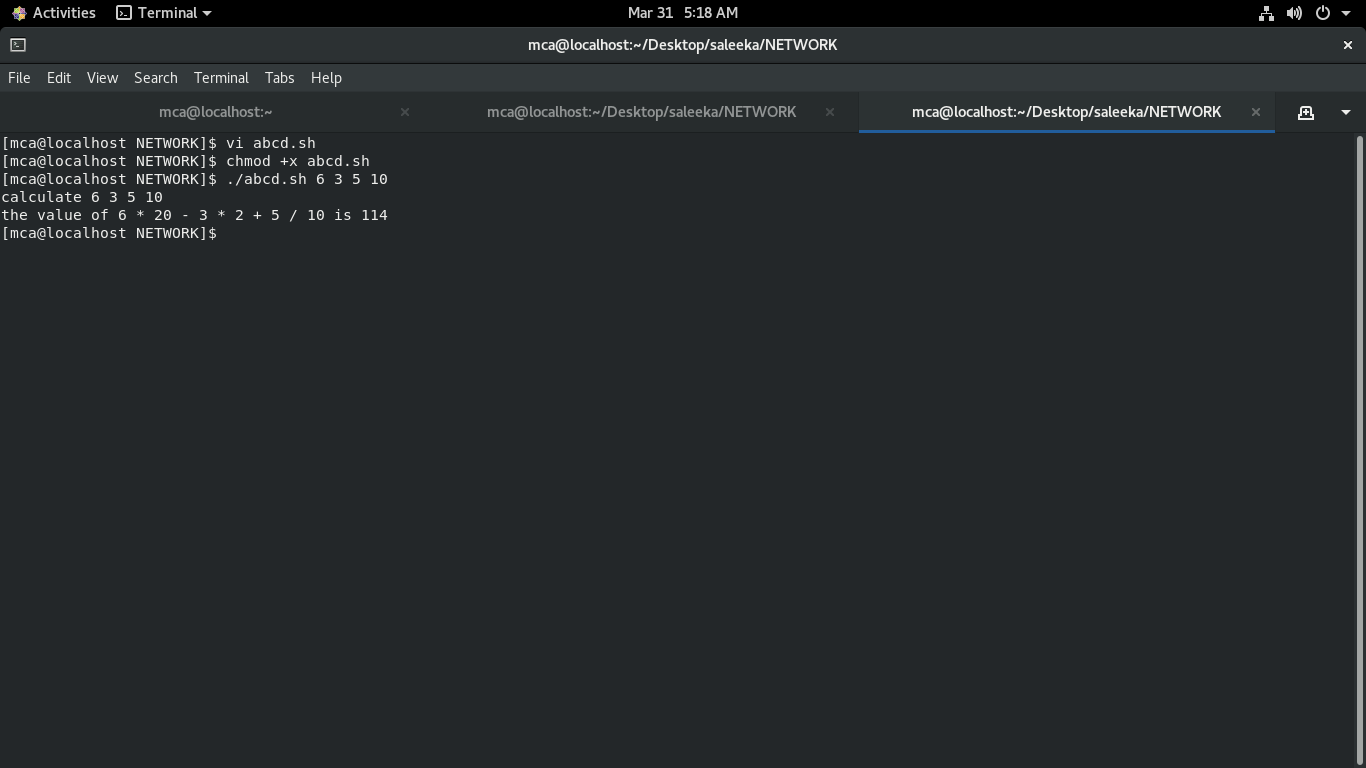 Activities Terminal Mar 31 5:18 AM
mca@localhost:~/Desktop/saleeka/NETWORK
File Edit View Search Terminal Tabs Help
mca@localhost:~ mca@localhost:~/Desktop/saleeka/NETWORK mca@localhost:~/Desktop/saleeka/NETWORK
[mca@localhost NETWORK]$ vi abcd.sh
[mca@localhost NETWORK]$ chmod +x abcd.sh
[mca@localhost NETWORK]$ ./abcd.sh 6 3 5 10
calculate 6 3 5 10
the value of 6 * 20 - 3 * 2 + 5 / 10 is 114
[mca@localhost NETWORK]$